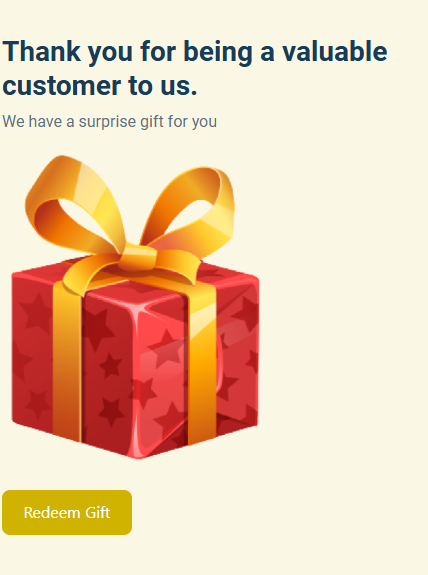 Thank you for being a valuable
customer to us.
We have a surprise gift for you
Redeem Gift